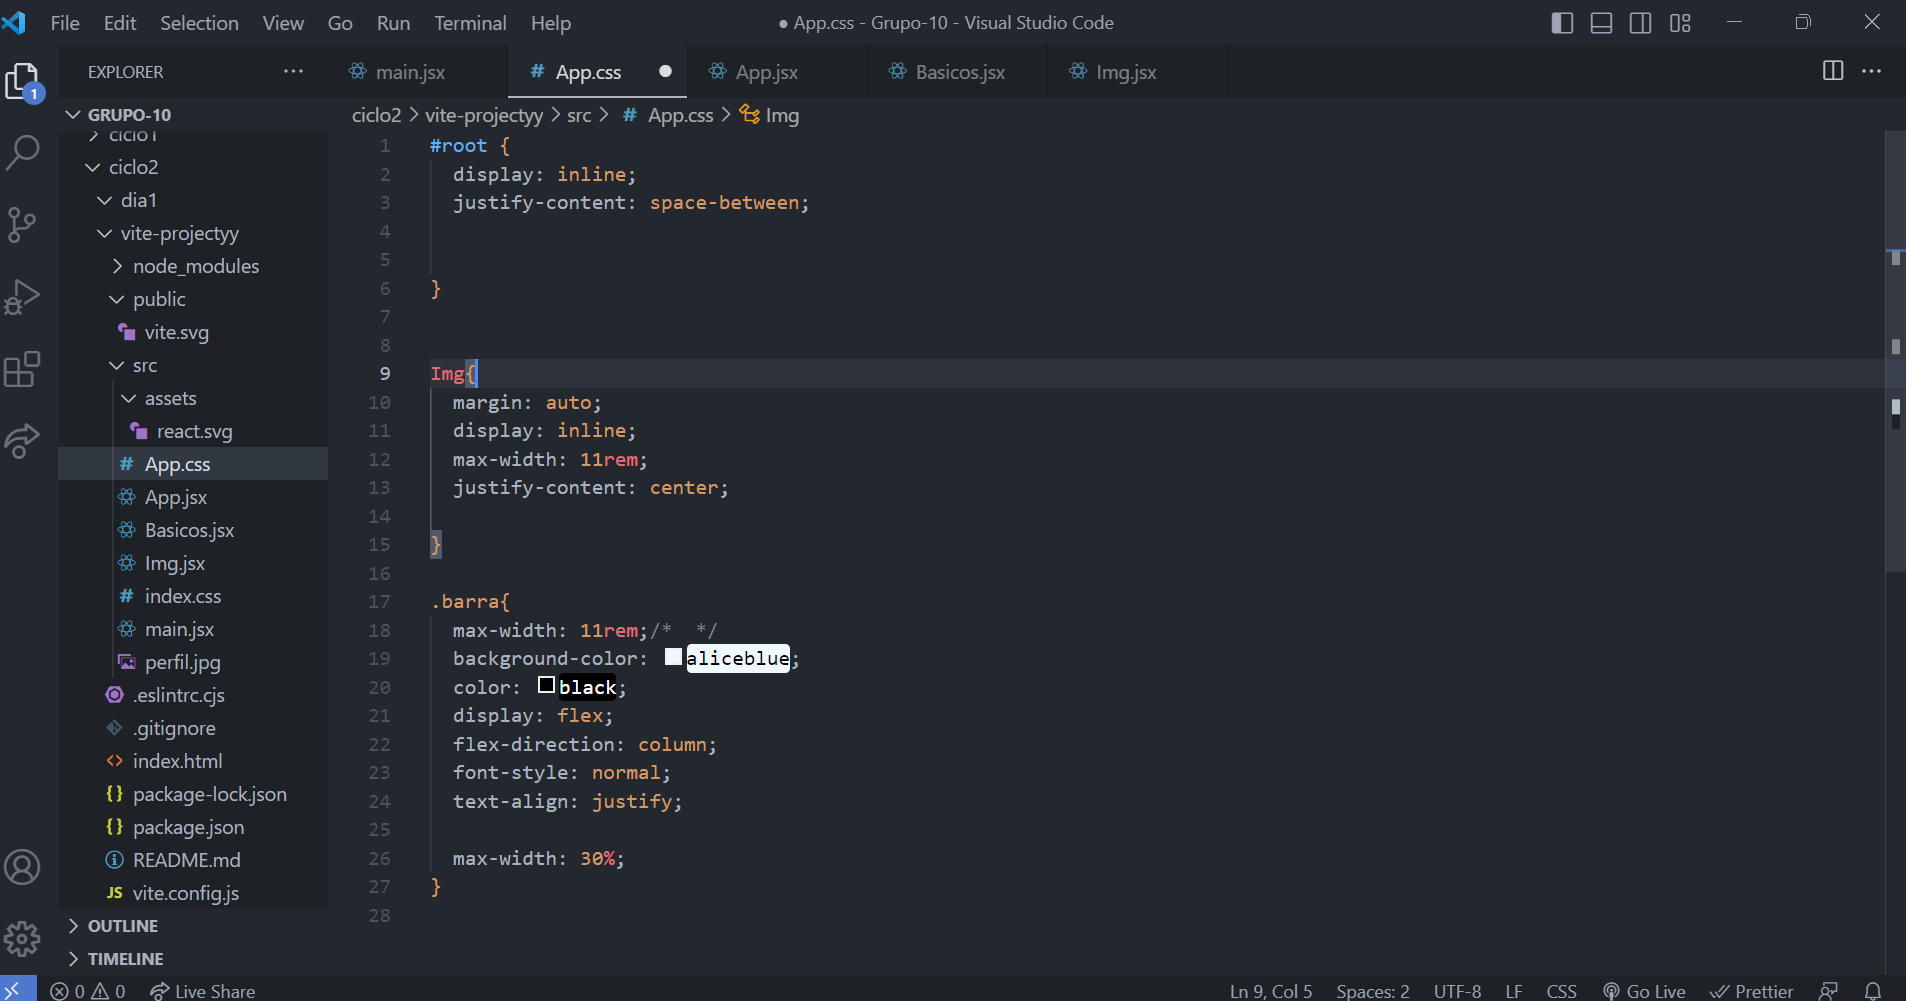 File Edit Selection View Go Run Terminal Help
● App.css - Grupo-10 - Visual Studio Code
EXPLORER ···
main.jsx
# App.css ●
App.jsx
Basicos.jsx
Img.jsx
1
GRUPO-10
ciclo1
ciclo2
dia1
vite-projectyy
node_modules
public
vite.svg
src
assets
react.svg
# App.css
App.jsx
Basicos.jsx
Img.jsx
# index.css
main.jsx
perfil.jpg
.eslintrc.cjs
.gitignore
<> index.html
{} package-lock.json
{} package.json
README.md
JS vite.config.js
OUTLINE
TIMELINE
ciclo2 > vite-projectyy > src > # App.css > Img
1 #root {
2 display: inline;
3 justify-content: space-between;
4
5
6 }
7
8
9 Img{
10 margin: auto;
11 display: inline;
12 max-width: 11rem;
13 justify-content: center;
14
15 }
16
17 .barra{
18 max-width: 11rem;/*  */
19 background-color: aliceblue;
20 color: black;
21 display: flex;
22 flex-direction: column;
23 font-style: normal;
24 text-align: justify;
25
26 max-width: 30%;
27 }
28
0 0 Live Share
Ln 9, Col 5 Spaces: 2 UTF-8 LF CSS Go Live Prettier